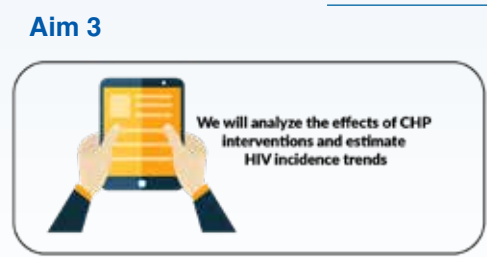 Aim 3
We will analyze the effects of CHP
interventions and estimate
HIV incidence trends